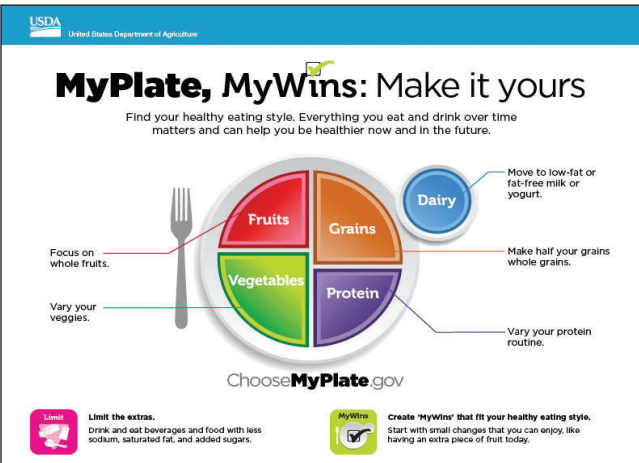 USDA
United States Department of Agriculture
MyPlate, MyWins: Make it yours
Find your healthy eating style. Everything you eat and drink over time
matters and can help you be healthier now and in the future.
Fruits
Grains
Vegetables
Protein
Dairy
Move to low-fat or
fat-free milk or
yogurt.
Focus on
whole fruits.
Make half your grains
whole grains.
Vary your
veggies.
Vary your protein
routine.
ChooseMyPlate.gov
Limit
Limit the extras.
Drink and eat beverages and food with less
sodium, saturated fat, and added sugars.
MyWins
Create 'MyWins' that fit your healthy eating style.
Start with small changes that you can enjoy, like
having an extra piece of fruit today.